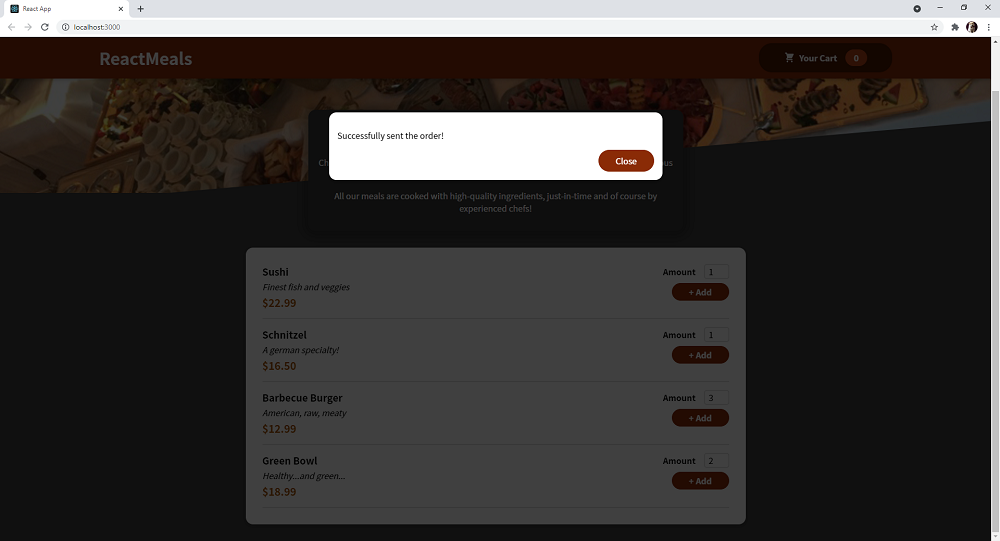 React App
localhost:3000
ReactMeals
Your Cart 0
Successfully sent the order!
Close
All our meals are cooked with high-quality ingredients, just-in-time and of course by
experienced chefs!
Sushi
Amount 1
Finest fish and veggies
+ Add
$22.99
Schnitzel
Amount 1
A german specialty!
+ Add
$16.50
Barbecue Burger
Amount 3
American, raw, meaty
+ Add
$12.99
Green Bowl
Amount 2
Healthy...and green...
+ Add
$18.99